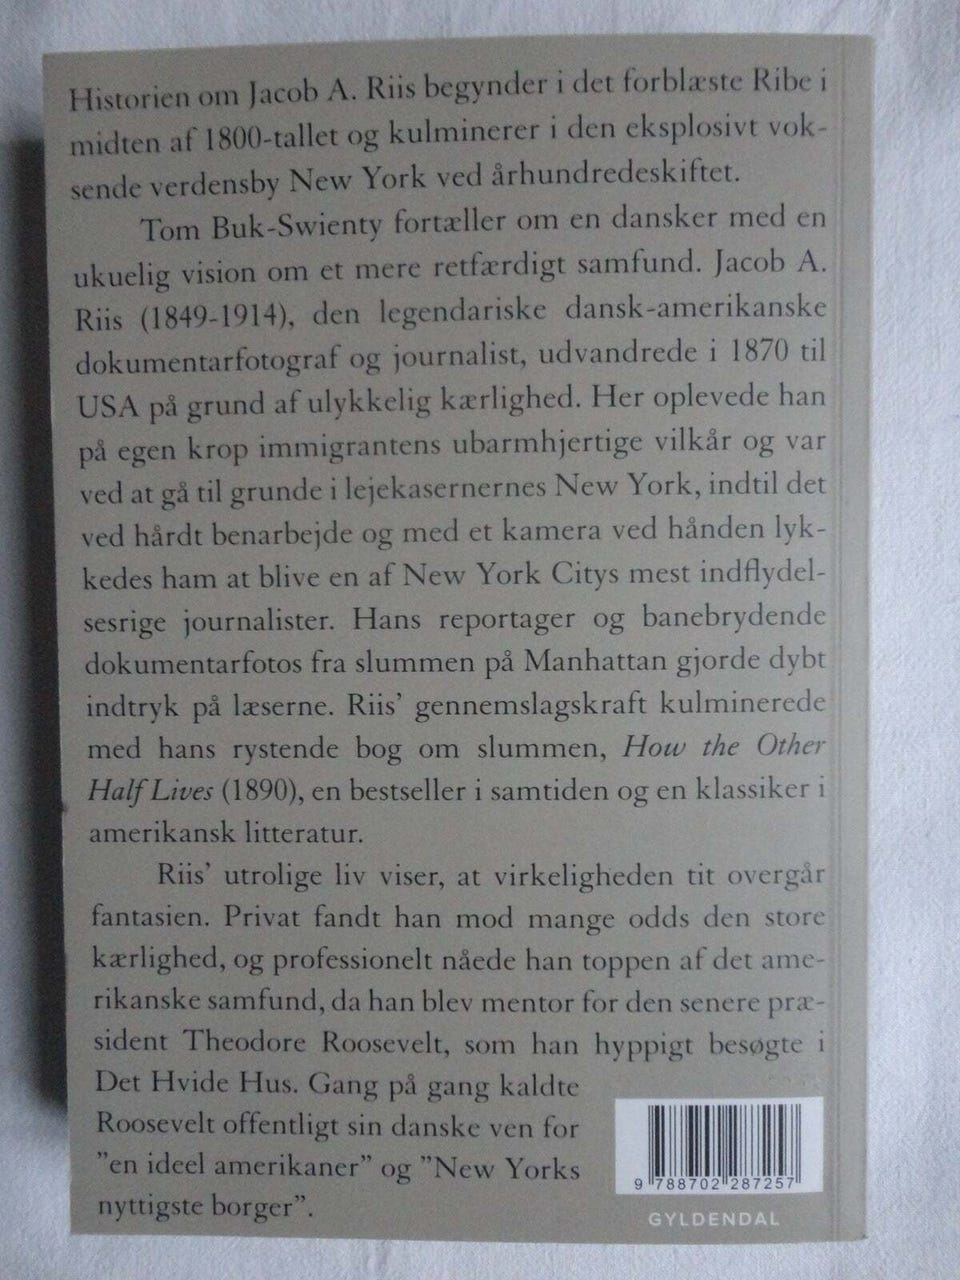 Historien om Jacob A. Riis begynder i det forblæste Ribe i
midten af 1800-tallet og kulminerer i den eksplosivt vok-
sende verdensby New York ved århundredeskiftet.
Tom Buk-Swienty fortæller om en dansker med en
ukuelig vision om et mere retfærdigt samfund. Jacob A.
Riis (1849-1914), den legendariske dansk-amerikanske
dokumentarfotograf og journalist, udvandrede i 1870 til
USA på grund af ulykkelig kærlighed. Her oplevede han
på egen krop immigrantens ubarmhjertige vilkår og var
ved at gå til grunde i lejekasernernes New York, indtil det
ved hårdt benarbejde og med et kamera ved hånden lyk-
kedes ham at blive en af New York Citys mest indflydel-
sesrige journalister. Hans reportager og banebrydende
dokumentarfotos fra slummen på Manhattan gjorde dybt
indtryk på læserne. Riis' gennemslagskraft kulminerede
med hans rystende bog om slummen, How the Other
Half Lives (1890), en bestseller i samtiden og en klassiker i
amerikansk litteratur.
Riis' utrolige liv viser, at virkeligheden tit overgår
fantasien. Privat fandt han mod mange odds den store
kærlighed, og professionelt nåede han toppen af det ame-
rikanske samfund, da han blev mentor for den senere præ-
sident Theodore Roosevelt, som han hyppigt besøgte i
Det Hvide Hus. Gang på gang kaldte
Roosevelt offentligt sin danske ven for
"en ideel amerikaner" og "New Yorks
nyttigste borger".
9 788702 287257
GYLDENDAL